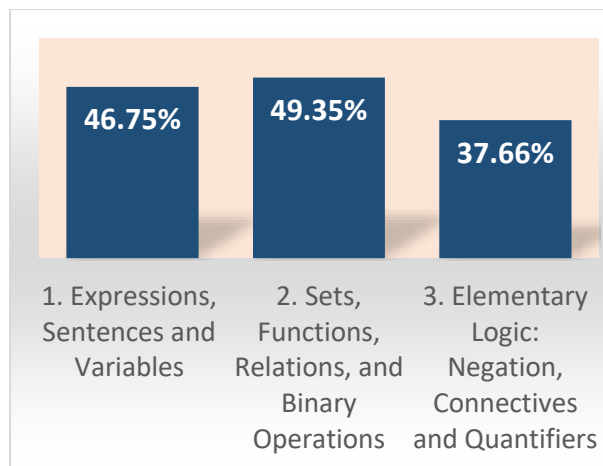 46.75%
49.35%
37.66%
1. Expressions,
Sentences and
Variables
2. Sets,
Functions,
Relations, and
Binary
Operations
3. Elementary
Logic:
Negation,
Connectives
and Quantifiers